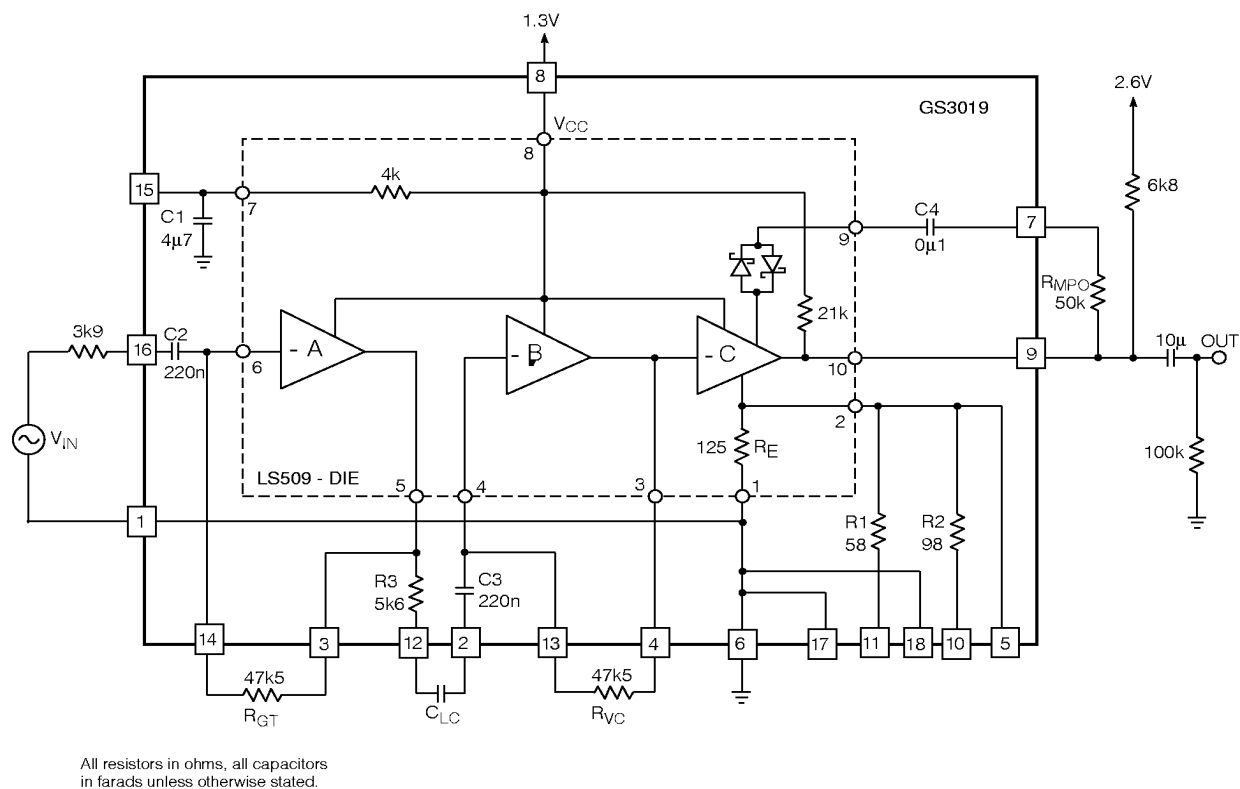 1.3V
8
GS3019
2.6V
VCC
8
15
4k
7
C1
4µ7
9
C4
0µ1
7
6k8
RMPO
50k
21k
3k9
16
C2
220n
6
- A
- B
- C
10
9
10µ
OUT
VIN
2
125
RE
100k
LS509 - DIE
5
4
3
1
1
R1
58
R2
98
R3
5k6
C3
220n
14
3
12
2
13
4
6
17
11
18
10
5
47k5
RGT
CLC
47k5
RVC
All resistors in ohms, all capacitors
in farads unless otherwise stated.